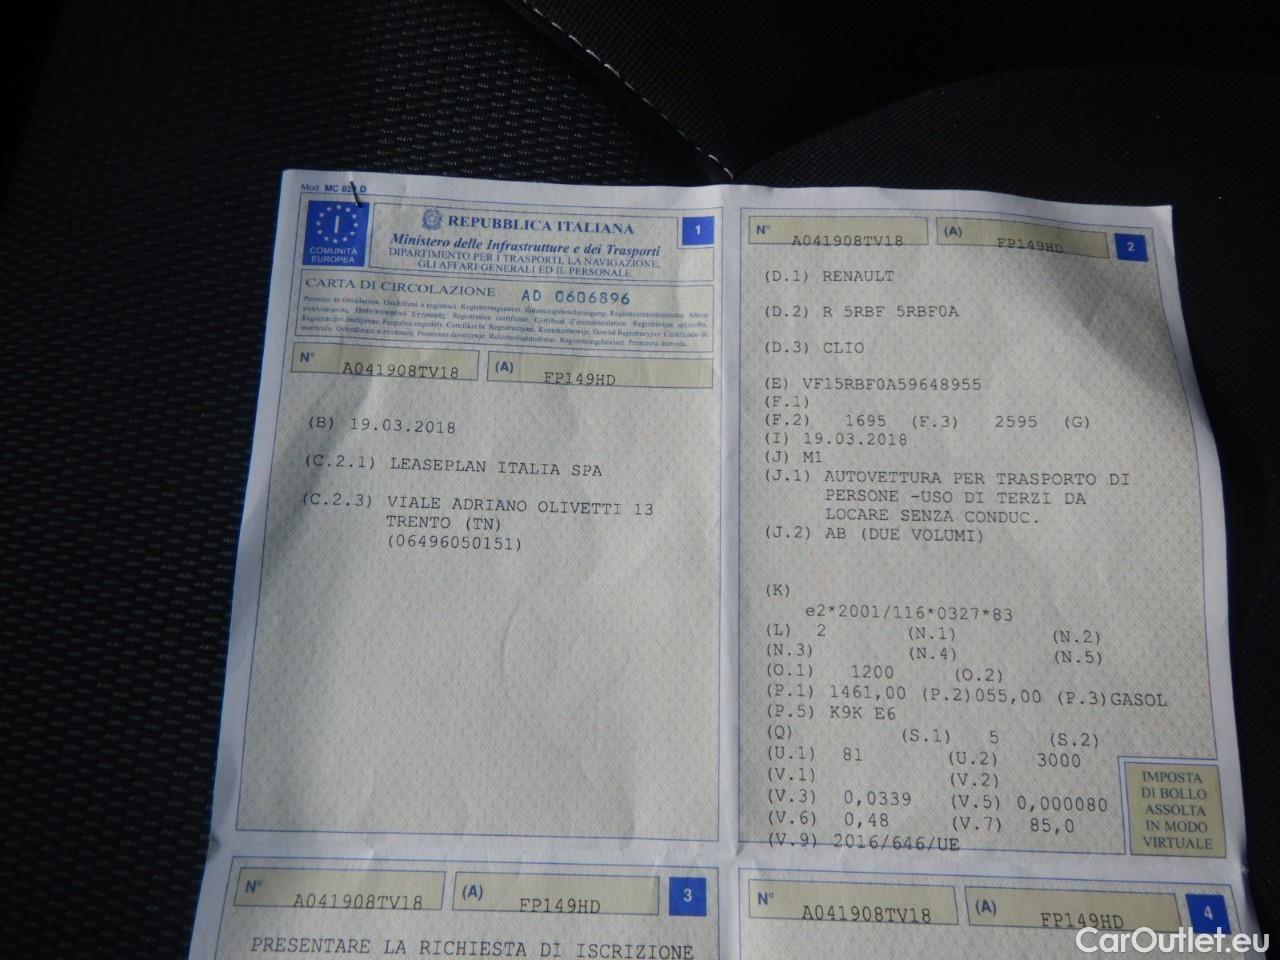 Mod. MC 820 D
I
COMUNITÀ
EUROPEA
REPUBBLICA ITALIANA
Ministero delle Infrastrutture e dei Trasporti
DIPARTIMENTO PER I TRASPORTI, LA NAVIGAZIONE,
GLI AFFARI GENERALI ED IL PERSONALE
1
CARTA DI CIRCOLAZIONE AD 0606896
N° A041908TV18 (A) FP149HD
(B) 19.03.2018
(C.2.1) LEASEPLAN ITALIA SPA
(C.2.3) VIALE ADRIANO OLIVETTI 13
TRENTO (TN)
(06496050151)
N° A041908TV18 (A) FP149HD 2
(D.1) RENAULT
(D.2) R 5RBF 5RBF0A
(D.3) CLIO
(E) VF15RBF0A59648955
(F.1)
(F.2) 1695 (F.3) 2595 (G)
(I) 19.03.2018
(J) M1
(J.1) AUTOVETTURA PER TRASPORTO DI
PERSONE -USO DI TERZI DA
LOCARE SENZA CONDUC.
(J.2) AB (DUE VOLUMI)
(K)
e2*2001/116*0327*83
(L) 2 (N.1) (N.2)
(N.3) (N.4) (N.5)
(O.1) 1200 (O.2)
(P.1) 1461,00 (P.2)055,00 (P.3)GASOL
(P.5) K9K E6
(Q) (S.1) 5 (S.2)
(U.1) 81 (U.2) 3000
(V.1) (V.2)
(V.3) 0,0339 (V.5) 0,000080
(V.6) 0,48 (V.7) 85,0
(V.9) 2016/646/UE
IMPOSTA
DI BOLLO
ASSOLTA
IN MODO
VIRTUALE
N° A041908TV18 (A) FP149HD 3
PRESENTARE LA RICHIESTA DI ISCRIZIONE
N° A041908TV18 (A) FP149HD 4
CarOutlet.eu